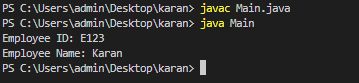 PS C:\Users\admin\Desktop\karan> javac Main.java
PS C:\Users\admin\Desktop\karan> java Main
Employee ID: E123
Employee Name: Karan
PS C:\Users\admin\Desktop\karan>